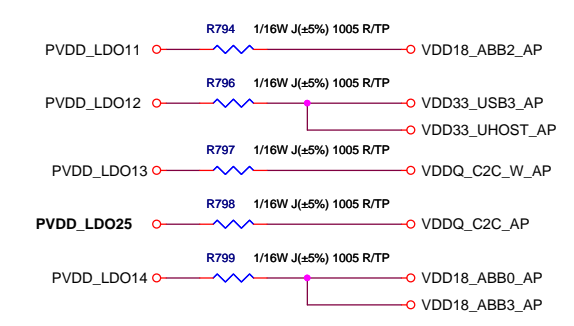 R794 1/16W J(±5%) 1005 R/TP
PVDD_LDO11 VDD18_ABB2_AP
R796 1/16W J(±5%) 1005 R/TP
PVDD_LDO12 VDD33_USB3_AP
VDD33_UHOST_AP
R797 1/16W J(±5%) 1005 R/TP
PVDD_LDO13 VDDQ_C2C_W_AP
R798 1/16W J(±5%) 1005 R/TP
PVDD_LDO25 VDDQ_C2C_AP
R799 1/16W J(±5%) 1005 R/TP
PVDD_LDO14 VDD18_ABB0_AP
VDD18_ABB3_AP